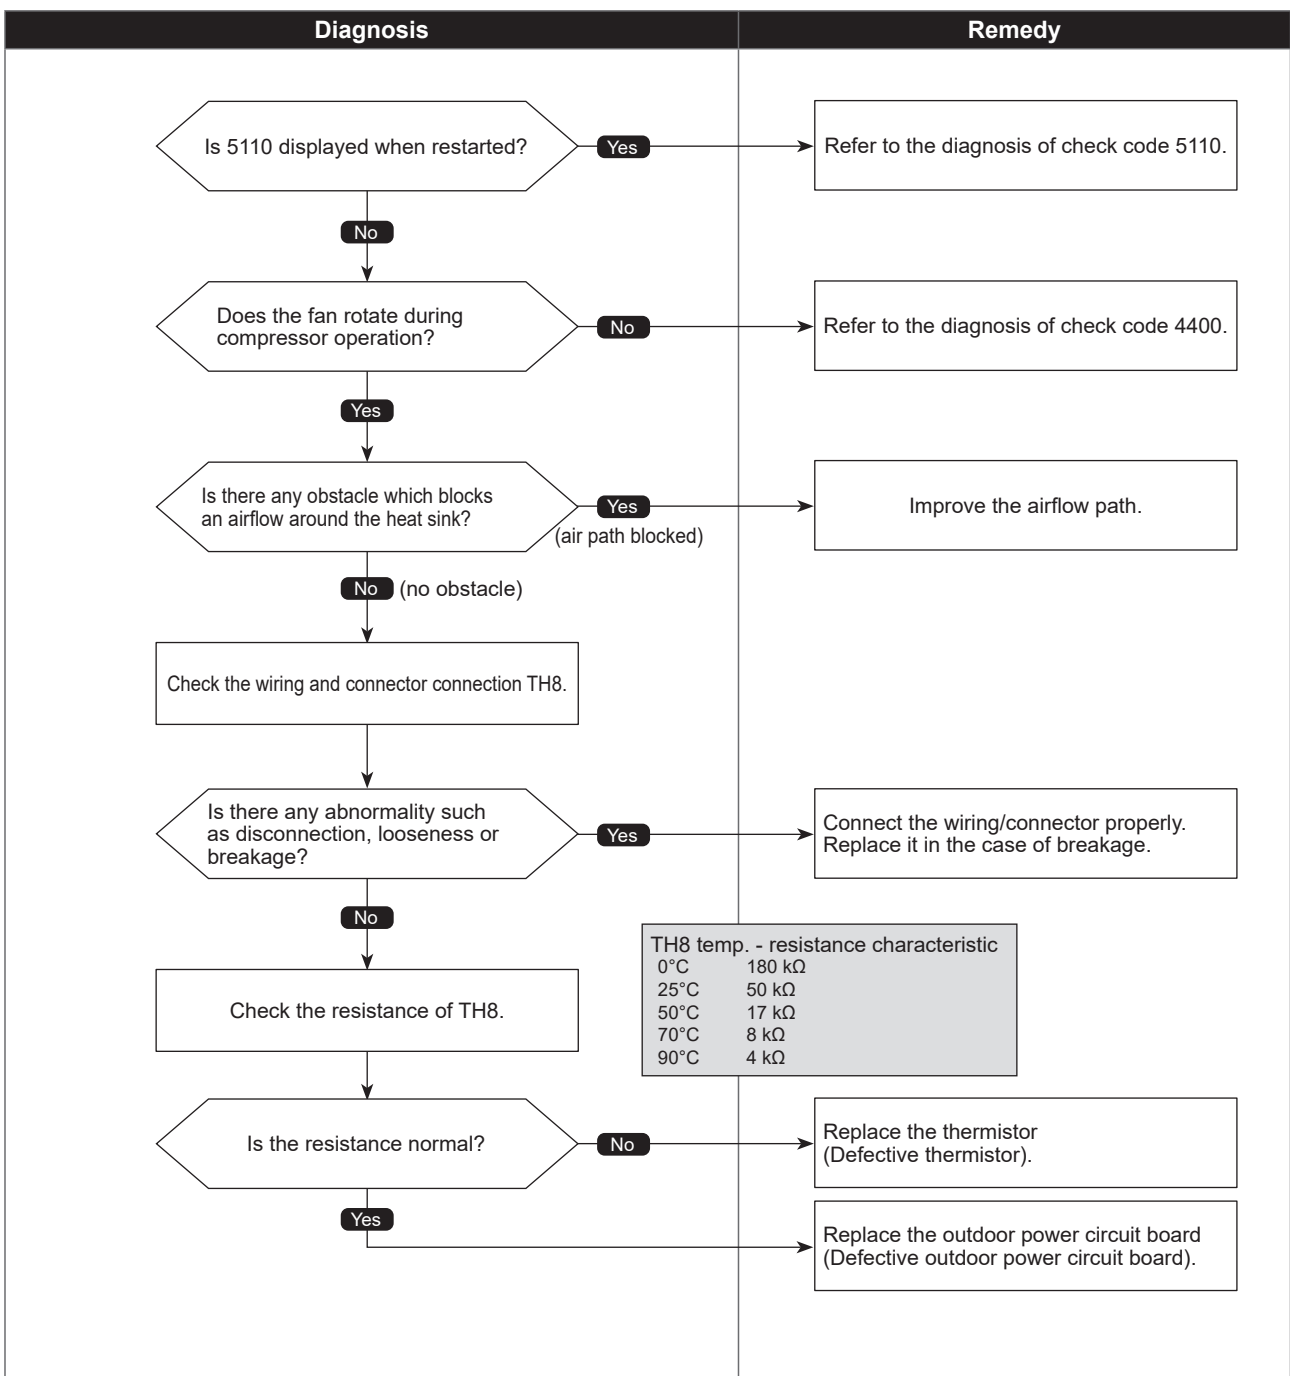 Diagnosis
Remedy
Is 5110 displayed when restarted?
Yes
Refer to the diagnosis of check code 5110.
No
Does the fan rotate during
compressor operation?
No
Refer to the diagnosis of check code 4400.
Yes
Is there any obstacle which blocks
an airflow around the heat sink?
Yes
(air path blocked)
Improve the airflow path.
No (no obstacle)
Check the wiring and connector connection TH8.
Is there any abnormality such
as disconnection, looseness or
breakage?
Yes
Connect the wiring/connector properly.
Replace it in the case of breakage.
No
TH8 temp. - resistance characteristic
0°C 180 kΩ
25°C 50 kΩ
50°C 17 kΩ
70°C 8 kΩ
90°C 4 kΩ
Check the resistance of TH8.
Is the resistance normal?
No
Replace the thermistor
(Defective thermistor).
Yes
Replace the outdoor power circuit board
(Defective outdoor power circuit board).